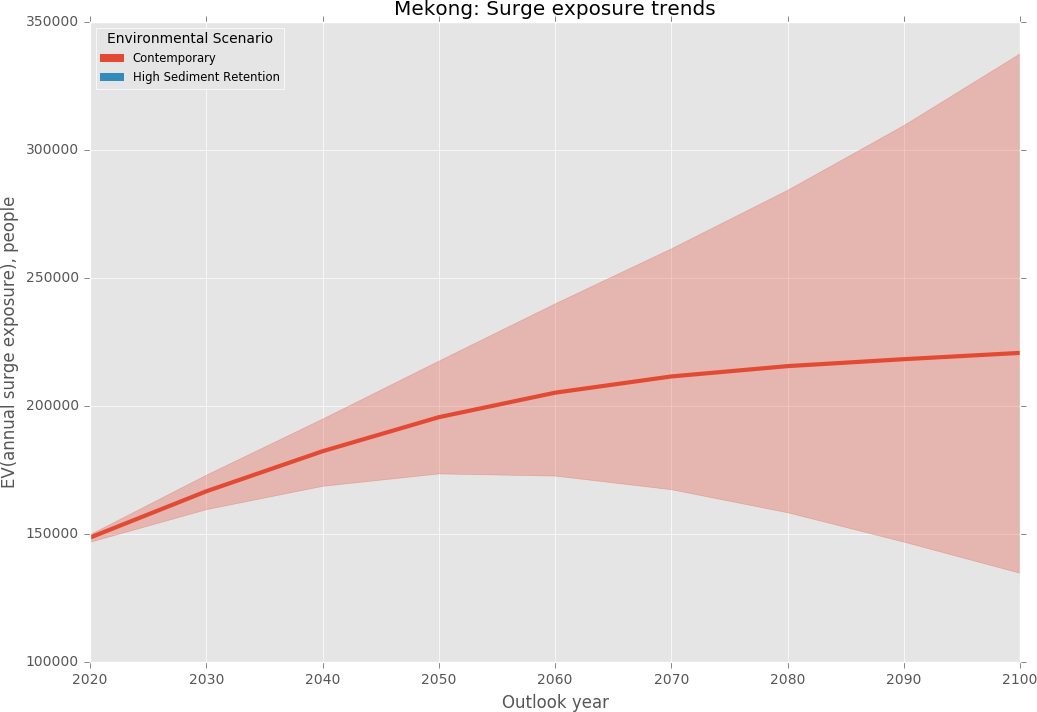 Mekong: Surge exposure trends
Environmental Scenario
Contemporary
High Sediment Retention
EV(annual surge exposure), people
350000
300000
250000
200000
150000
100000
2020 2030 2040 2050 2060 2070 2080 2090 2100
Outlook year